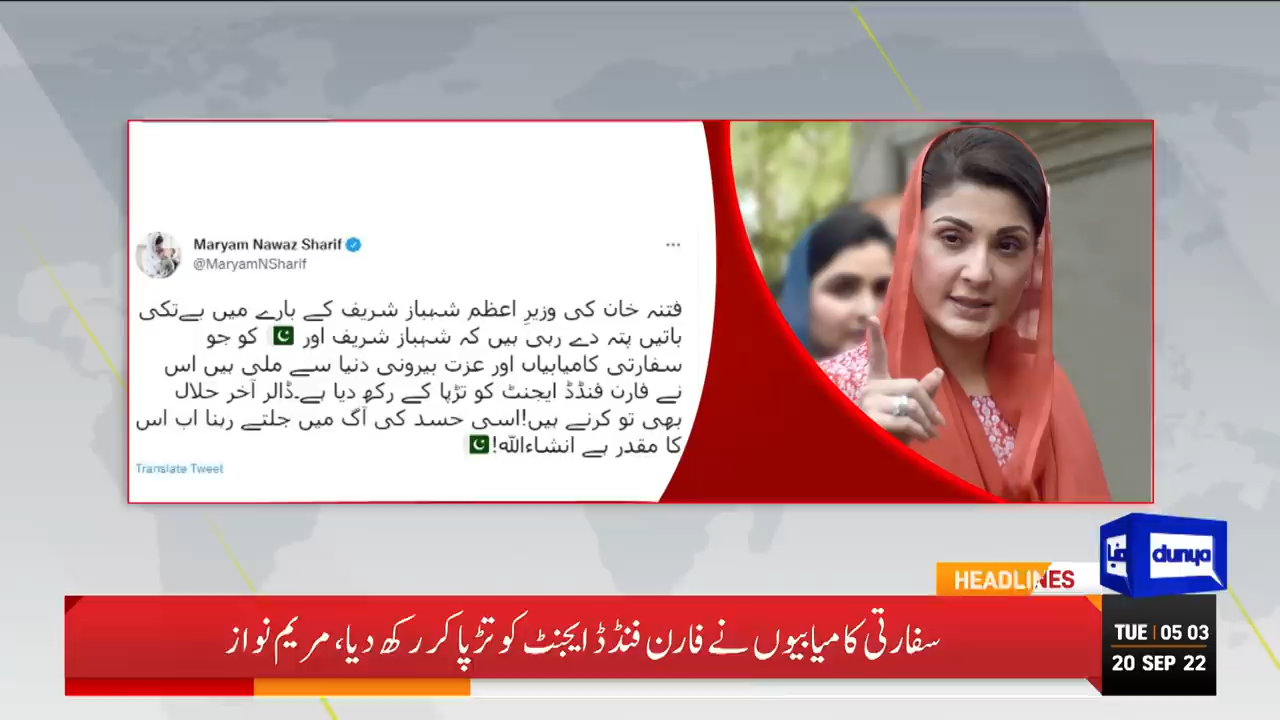 Maryam Nawaz Sharif
@MaryamNSharif
فتنہ خان کی وزیرِ اعظم شہباز شریف کے بارے میں بےتکی
باتیں پتہ دے رہی ہیں کہ شہباز شریف اور 🇵🇰 کو جو
سفارتی کامیابیاں اور عزت بیرونی دنیا سے ملی ہیں اس
نے فارن فنڈڈ ایجنٹ کو تڑپا کے رکھ دیا ہے۔ڈالر آخر حلال
بھی تو کرنے ہیں!اسی حسد کی آگ میں جلتے رہنا اب اس
کا مقدر ہے انشاءاللہ!🇵🇰
Translate Tweet
دنیا dunya
HEADLINES
سفارتی کامیابیوں نے فارن فنڈڈ ایجنٹ کو تڑپا کر رکھ دیا، مریم نواز
TUE 05 03
20 SEP 22